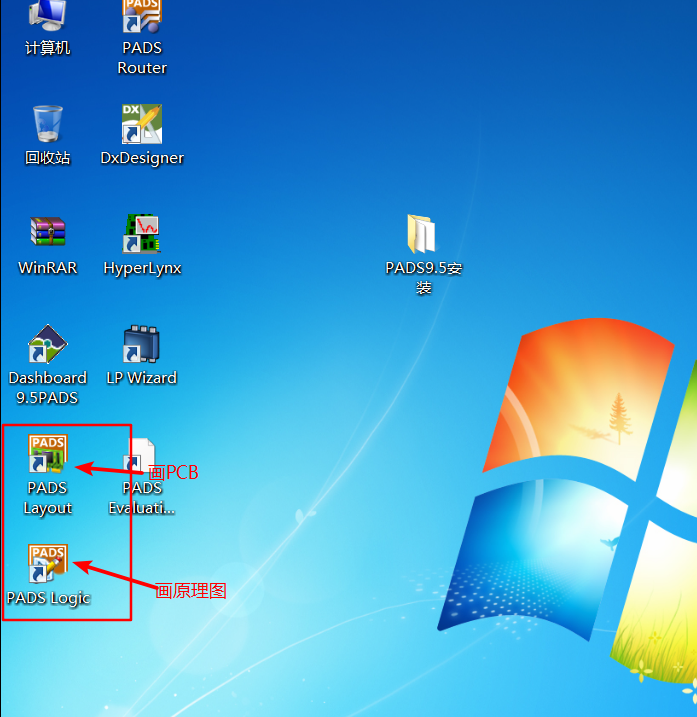 计算机
PADS
PADS
Router
回收站
DX
DxDesigner
WinRAR
HyperLynx
PADS9.5安
装
Dashboard
9.5PADS
LP Wizard
PADS
PADS
Layout
画PCB
PADS
Evaluati...
PADS
PADS Logic
画原理图